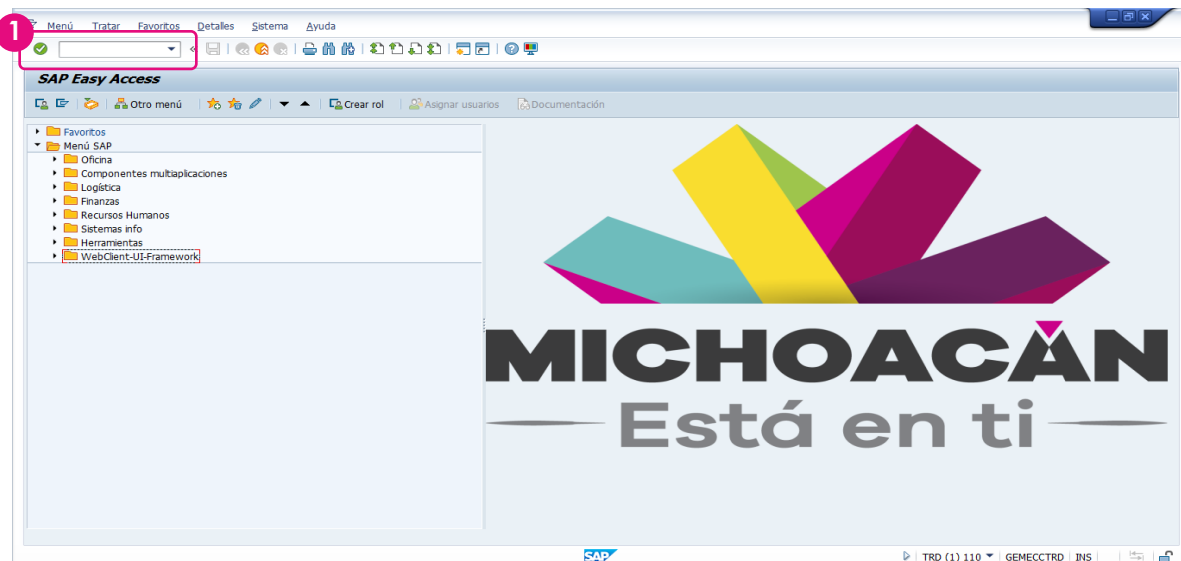 1
Menú Tratar Favoritos Detalles Sistema Ayuda
SAP Easy Access
Otro menú Crear rol Asignar usuarios Documentación
Favoritos
Menú SAP
Oficina
Componentes multiaplicaciones
Logística
Finanzas
Recursos Humanos
Sistemas info
Herramientas
WebClient-UI-Framework
MICHOACÁN
Está en ti
SAP
TRD (1) 110 GEMECCTRD INS